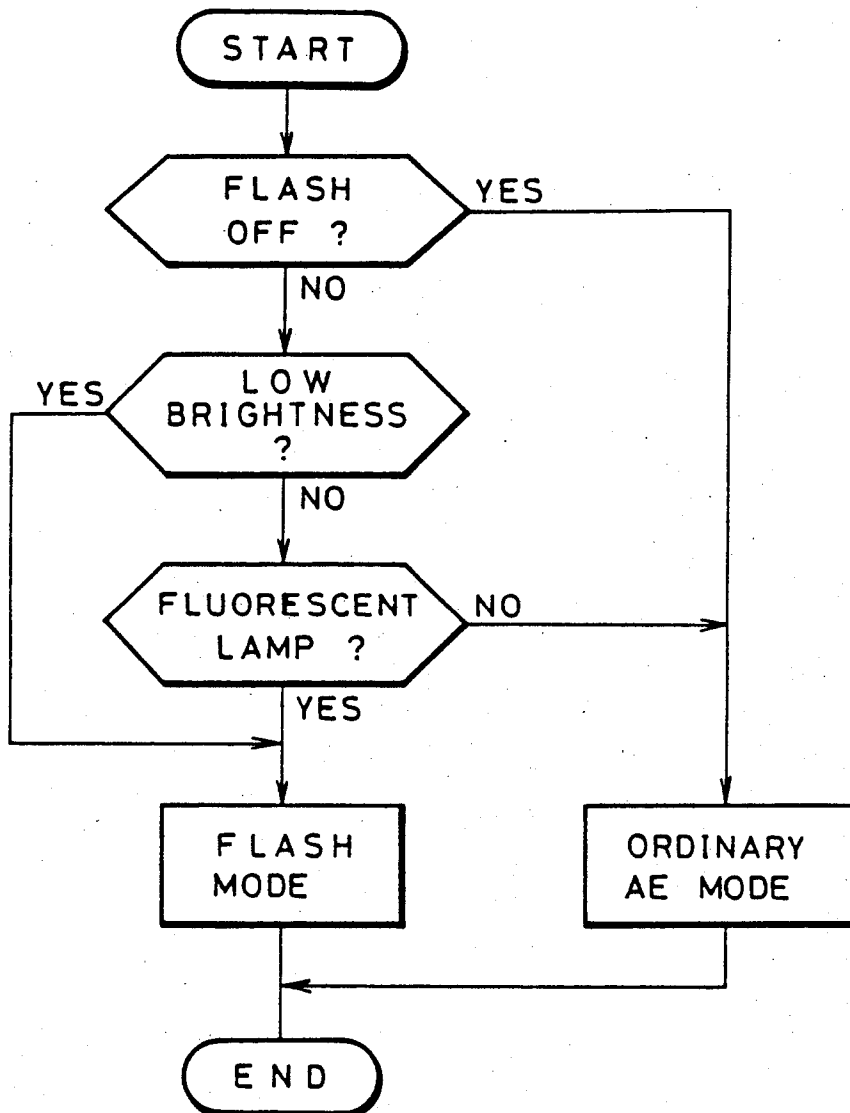 START
FLASH
OFF ?
YES
NO
LOW
BRIGHTNESS
?
YES
NO
FLUORESCENT
LAMP ?
NO
YES
FLASH
MODE
ORDINARY
AE MODE
END